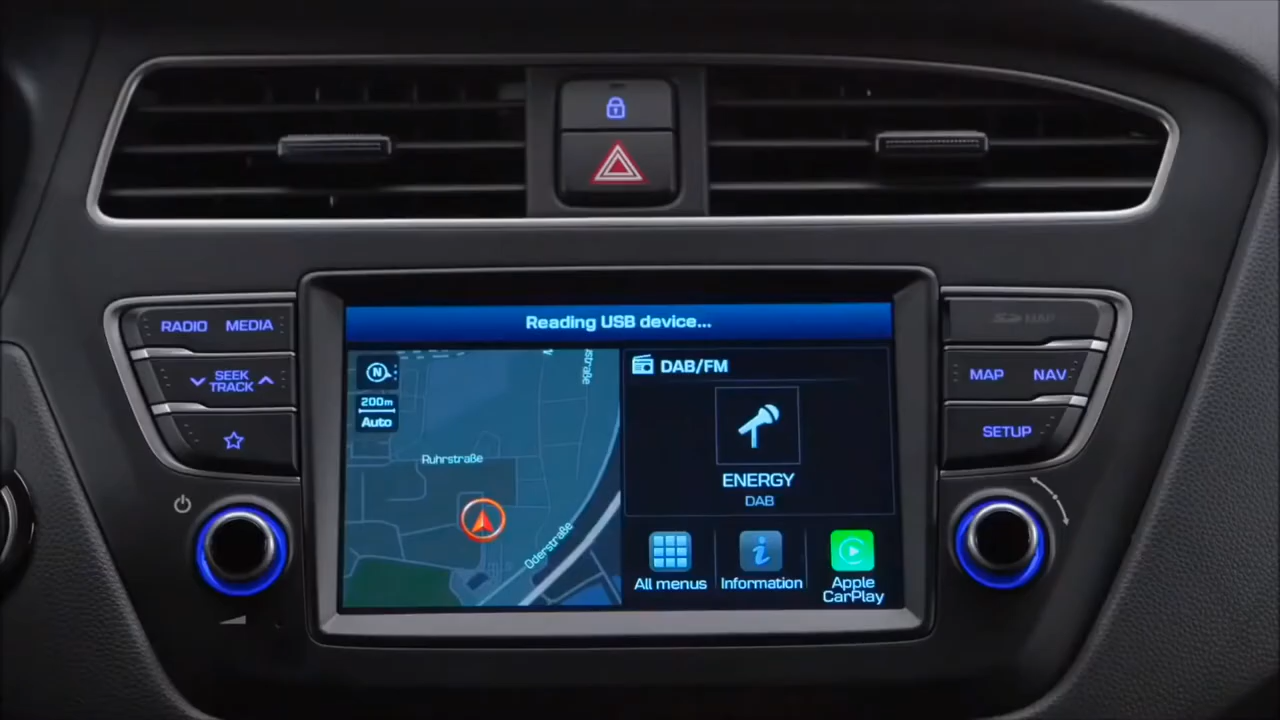 RADIO MEDIA
SEEK
TRACK
Reading USB device...
N
200m
Auto
Ruhrstraße
Oderstraße
straße
DAB/FM
ENERGY
DAB
All menus
Information
Apple
CarPlay
MAP NAV
SETUP